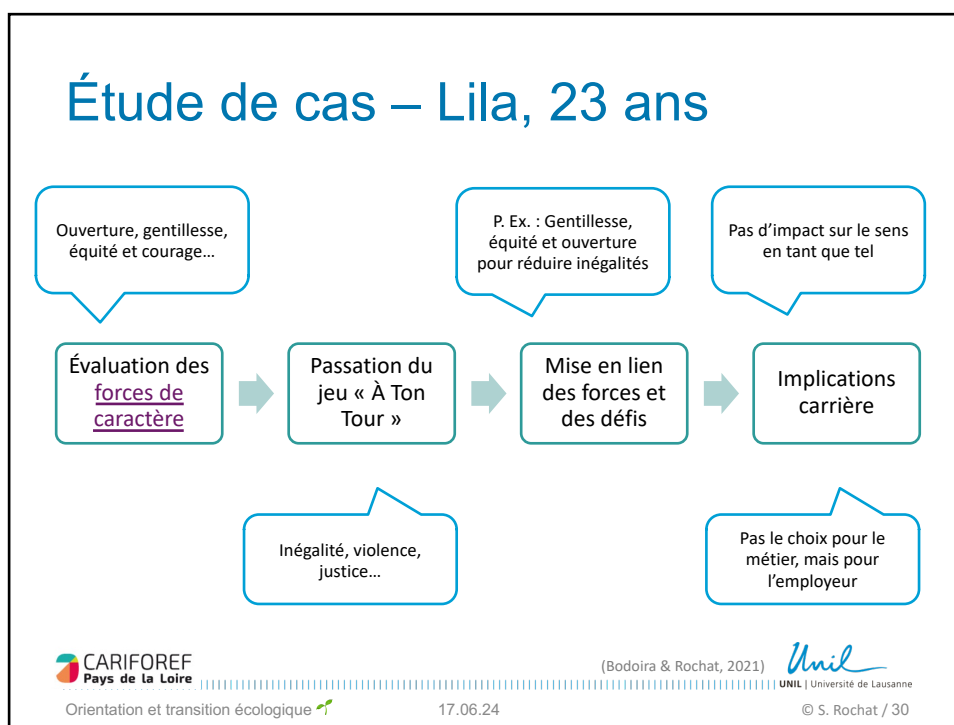 Étude de cas – Lila, 23 ans
Ouverture, gentillesse,
équité et courage…
P. Ex. : Gentillesse,
équité et ouverture
pour réduire inégalités
Pas d’impact sur le sens
en tant que tel
Évaluation des
forces de
caractère
Passation du
jeu « À Ton
Tour »
Mise en lien
des forces et
des défis
Implications
carrière
Inégalité, violence,
justice…
Pas le choix pour le
métier, mais pour
l’employeur
CARIFOREF
Pays de la Loire
(Bodoira & Rochat, 2021)
Unil
UNIL | Université de Lausanne
Orientation et transition écologique
17.06.24
© S. Rochat / 30